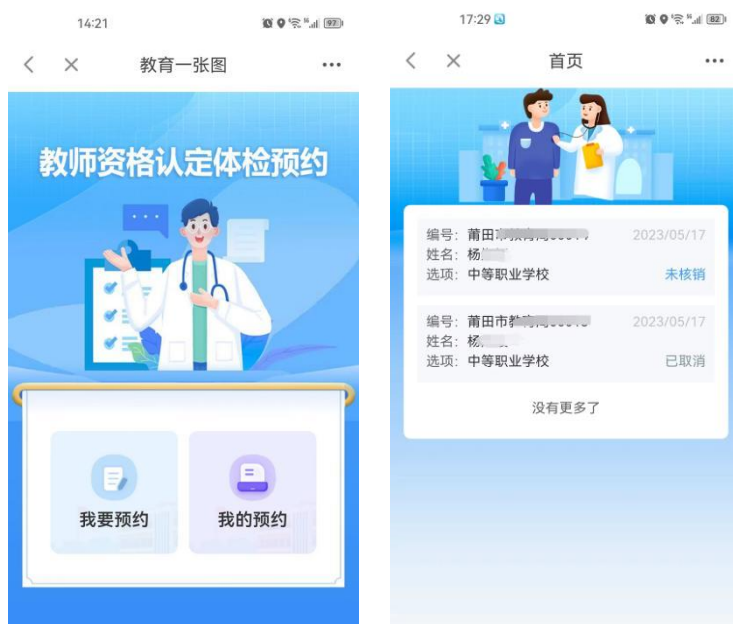 14:21
97
教育一张图
教师资格认定体检预约
我要预约
我的预约
17:29
82
首页
编号：莆田
2023/05/17
姓名：杨
选项：中等职业学校
未核销
编号：莆田市
2023/05/17
姓名：杨
选项：中等职业学校
已取消
没有更多了